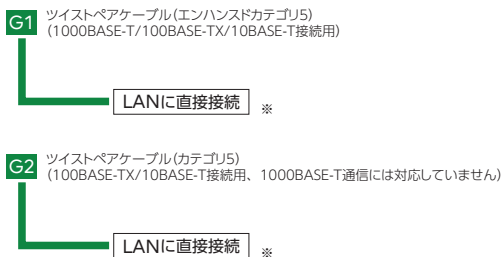 G1 ツイストペアケーブル(エンハンスドカテゴリ5)
(1000BASE-T/100BASE-TX/10BASE-T接続用)
LANに直接接続 ※
G2 ツイストペアケーブル(カテゴリ5)
(100BASE-TX/10BASE-T接続用、1000BASE-T通信には対応していません)
LANに直接接続 ※